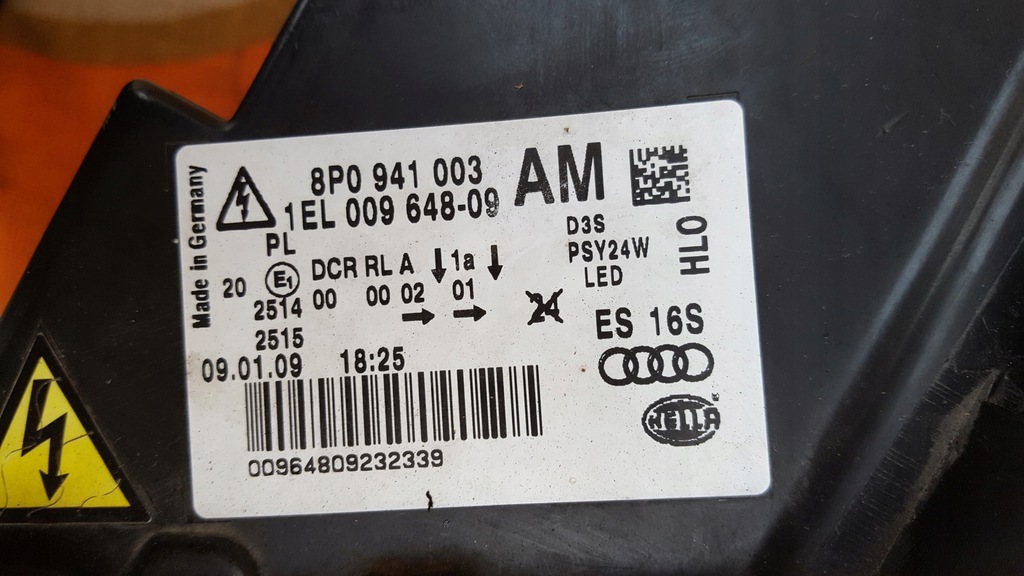 Made in Germany
8P0 941 003 AM
1EL 009 648-09
PL
D3S
PSY24W
LED
HL0
20 E1 DCR RL A ↓ 1a ↓
2514 00 00 02 01
→ →
2515
24
ES 16S
09.01.09 18:25
HELLA
00964809232339